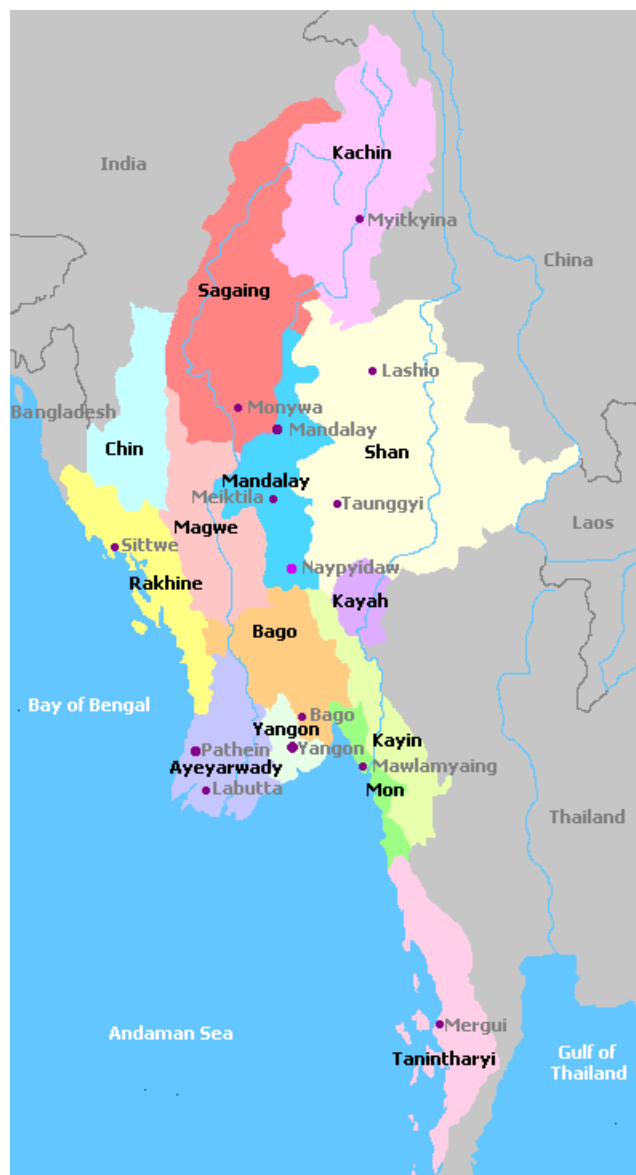 Kachin
India
Myitkyina
China
Sagaing
Lashio
Monywa
Bangladesh
Mandalay
Chin
Shan
Mandalay
Meiktila
Taunggyi
Magwe
Laos
Sittwe
Naypyidaw
Rakhine
Kayah
Bago
Bay of Bengal
Bago
Yangon
Kayin
Pathein
Yangon
Ayeyarwady
Mawlamyaing
Labutta
Mon
Thailand
Mergui
Andaman Sea
Tanintharyi
Gulf of
Thailand